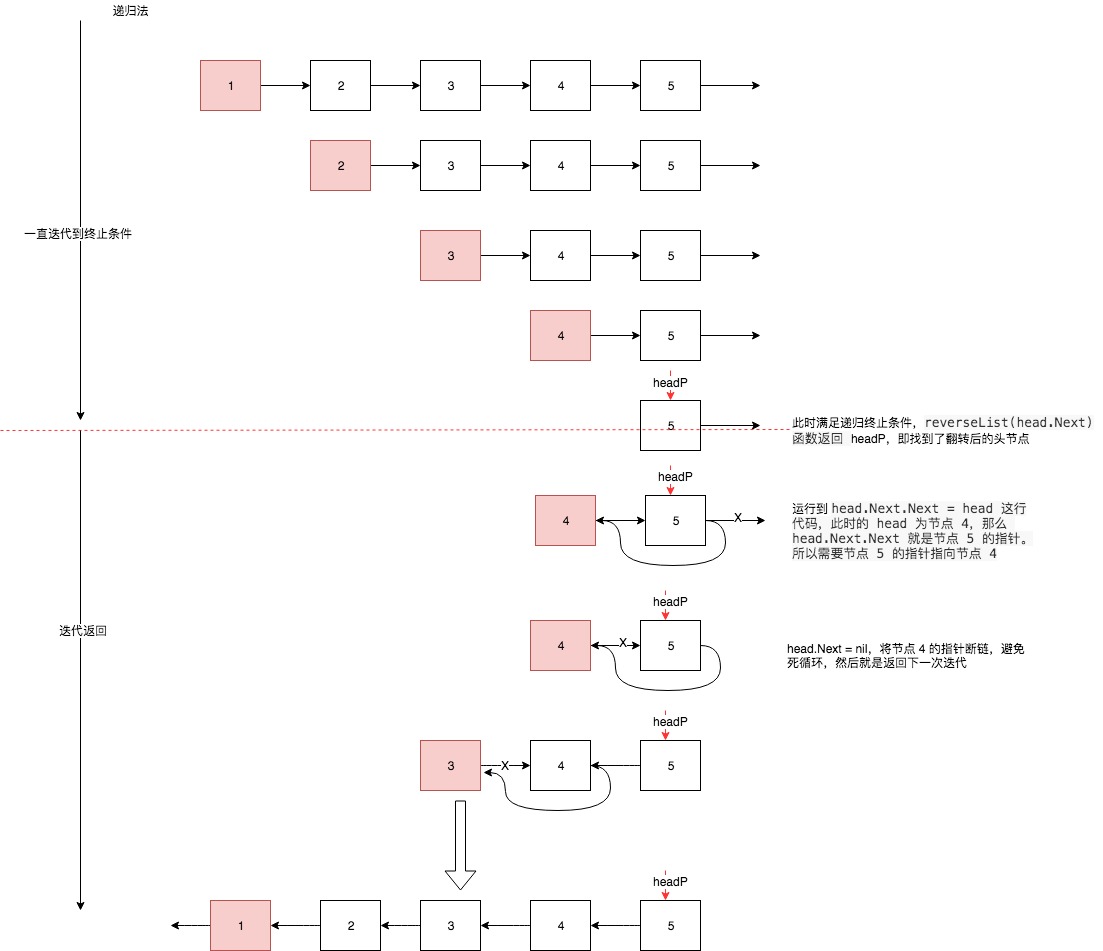 递归法
1 2 3 4 5
2 3 4 5
一直迭代到终止条件
3 4 5
4 5
headP
5
此时满足递归终止条件，reverseList(head.Next)
函数返回 headP，即找到了翻转后的头节点
headP
4 5 X
运行到 head.Next.Next = head 这行
代码，此时的 head 为节点 4，那么
head.Next.Next 就是节点 5 的指针。
所以需要节点 5 的指针指向节点 4
headP
迭代返回
4 X 5
head.Next = nil，将节点 4 的指针断链，避免
死循环，然后就是返回下一次迭代
headP
3 X 4 5
headP
1 2 3 4 5